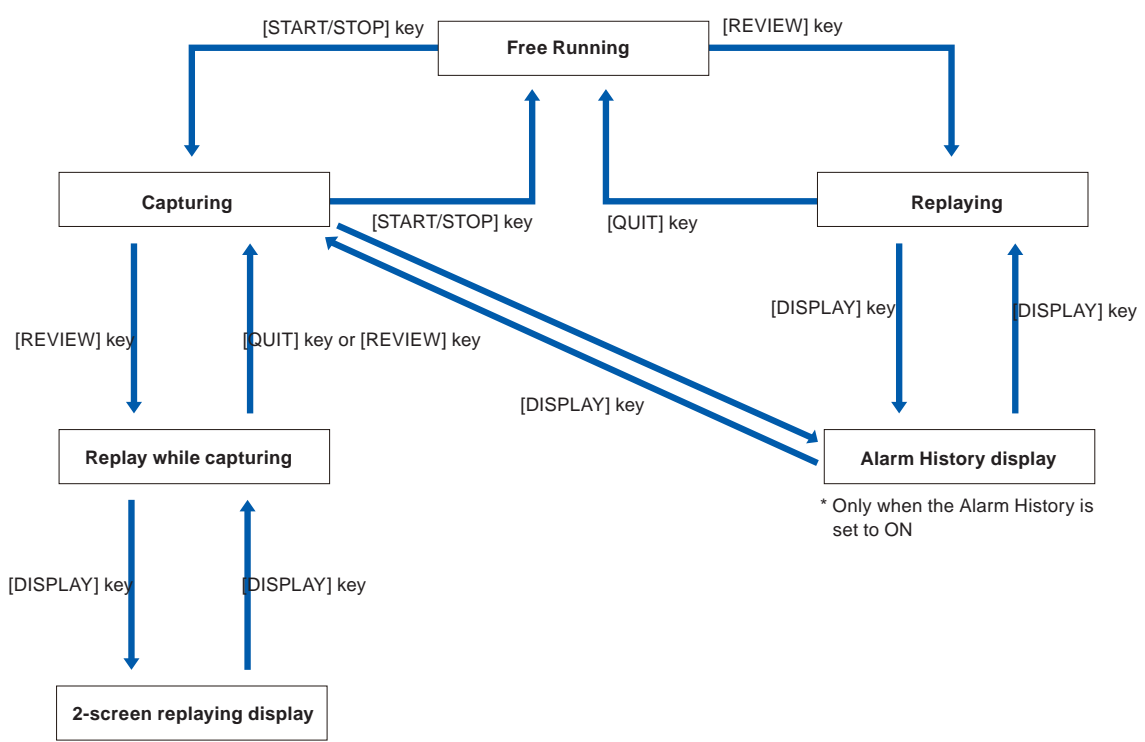 [START/STOP] key
[REVIEW] key
Free Running
Capturing
Replaying
[START/STOP] key
[QUIT] key
[DISPLAY] key
[DISPLAY] key
[REVIEW] key
[QUIT] key or [REVIEW] key
[DISPLAY] key
Replay while capturing
Alarm History display
* Only when the Alarm History is
set to ON
[DISPLAY] key
[DISPLAY] key
2-screen replaying display